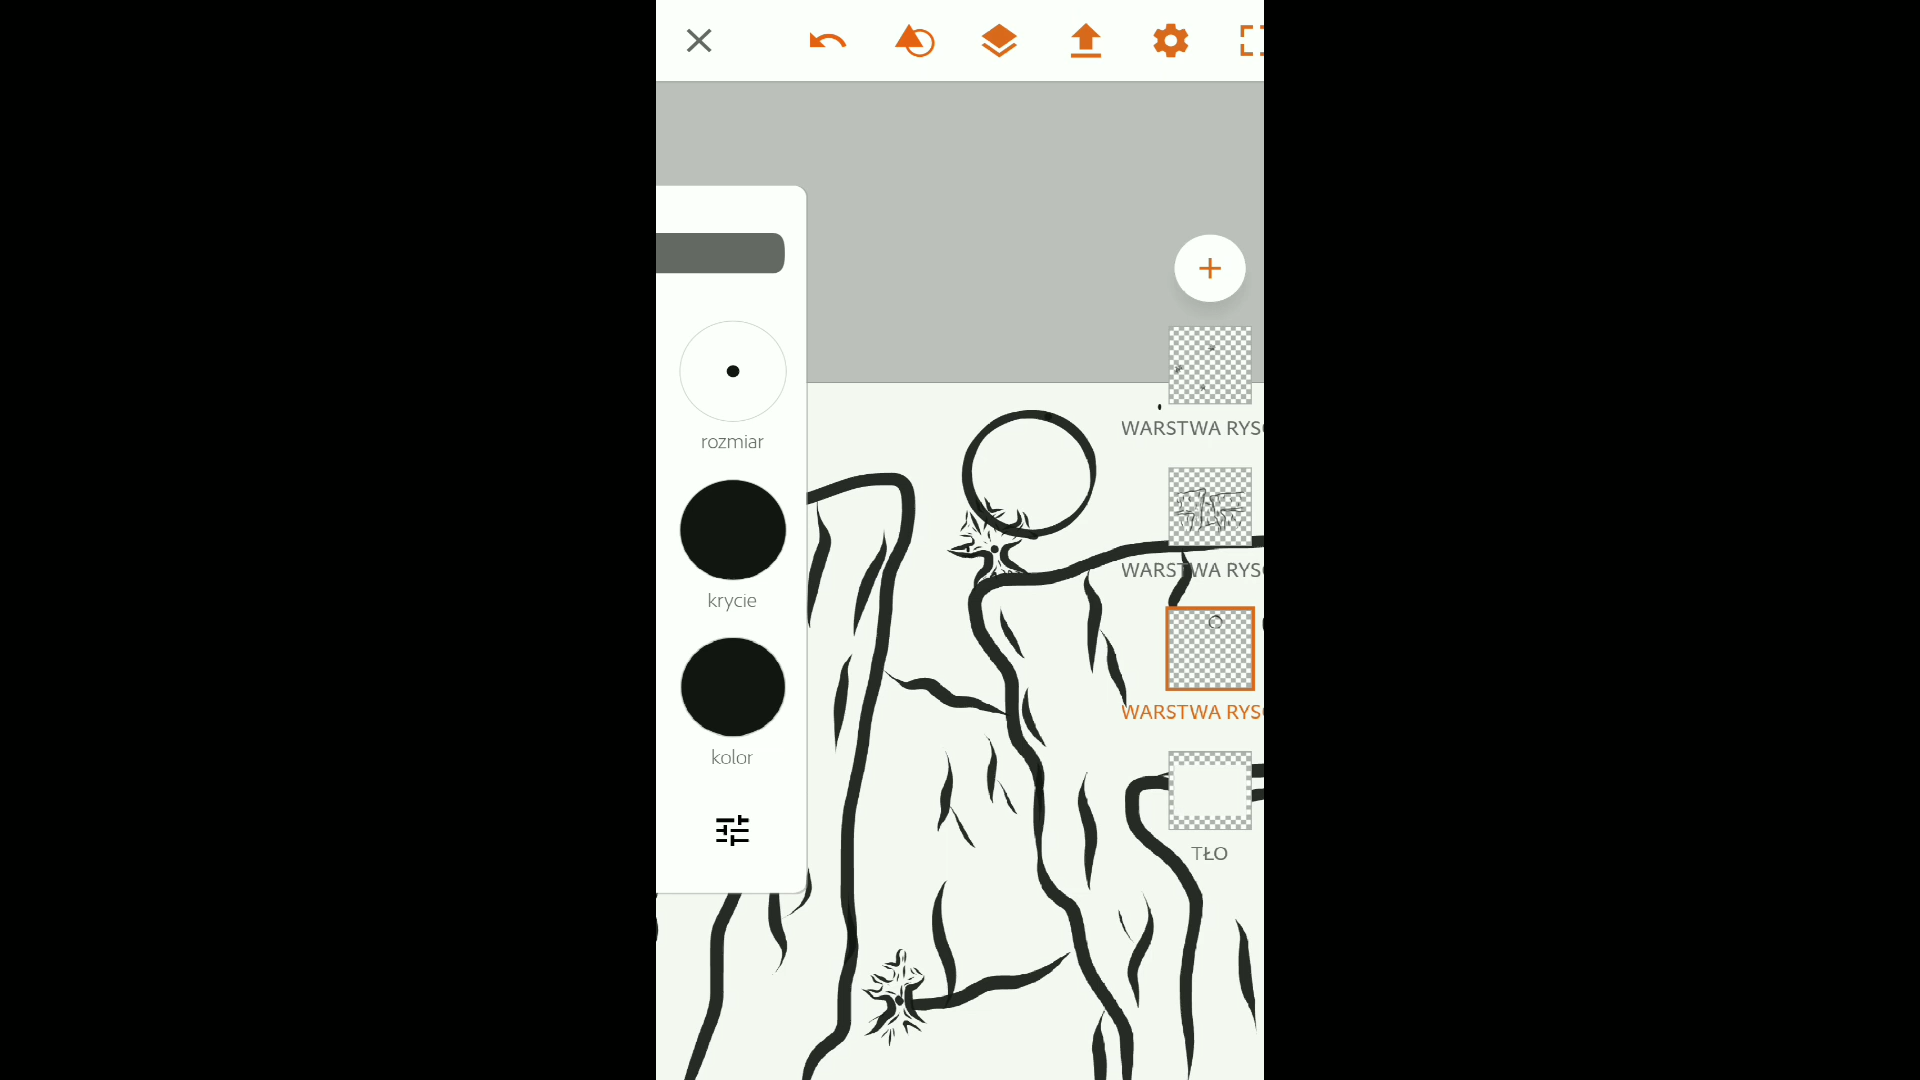 rozmiar
krycie
kolor
WARSTWA RYS
WARSTWA RYS
WARSTWA RYS
TŁO